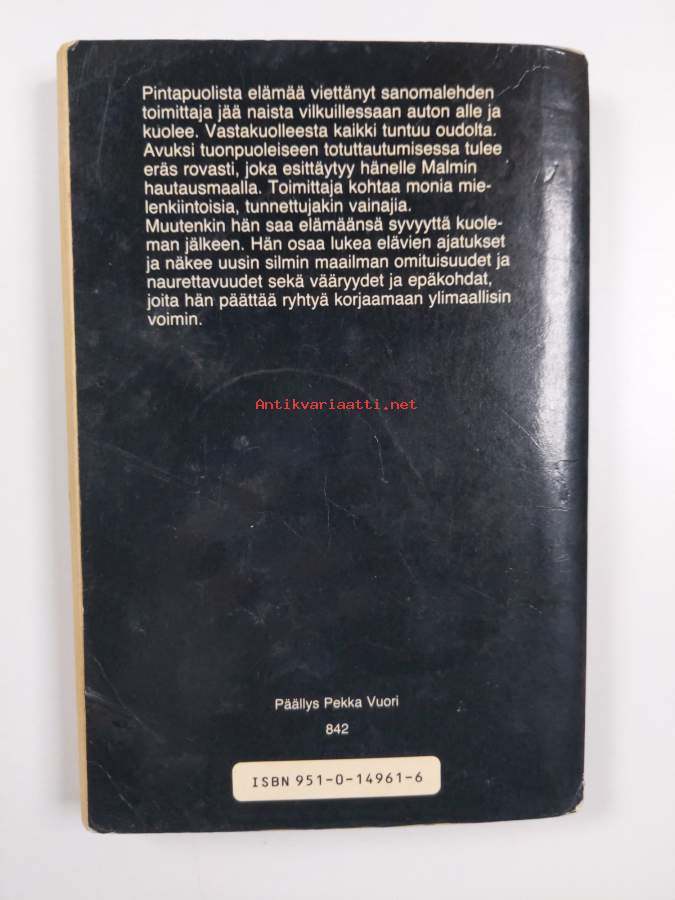 Pintapuolista elämää viettänyt sanomalehden
toimittaja jää naista vilkuillessaan auton alle ja
kuolee. Vastakuolleesta kaikki tuntuu oudolta.
Avuksi tuonpuoleiseen totuttautumisessa tulee
eräs rovasti, joka esittäytyy hänelle Malmin
hautausmaalla. Toimittaja kohtaa monia mie-
lenkiintoisia, tunnettujakin vainajia.
Muutenkin hän saa elämäänsä syvyyttä kuole-
man jälkeen. Hän osaa lukea elävien ajatukset
ja näkee uusin silmin maailman omituisuudet ja
naurettavuudet sekä vääryydet ja epäkohdat,
joita hän päättää ryhtyä korjaamaan ylimaallisin
voimin.
Antikvariaatti.net
Päällys Pekka Vuori
842
ISBN 951-0-14961-6